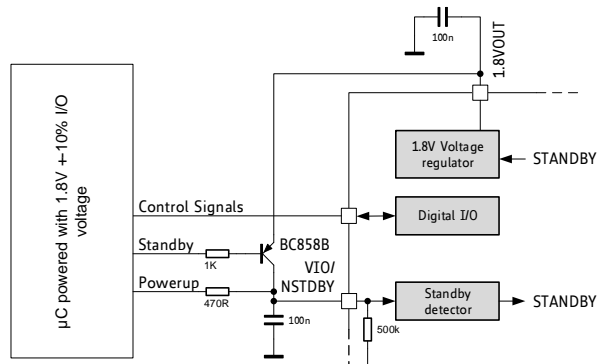 100n
1.8VOUT
µC powered with 1.8V +-10% I/O
voltage
1.8V Voltage
regulator
STANDBY
Control Signals
Digital I/O
Standby
1K
BC858B
VIO/
NSTDBY
Powerup
470R
100n
Standby
detector
STANDBY
500k